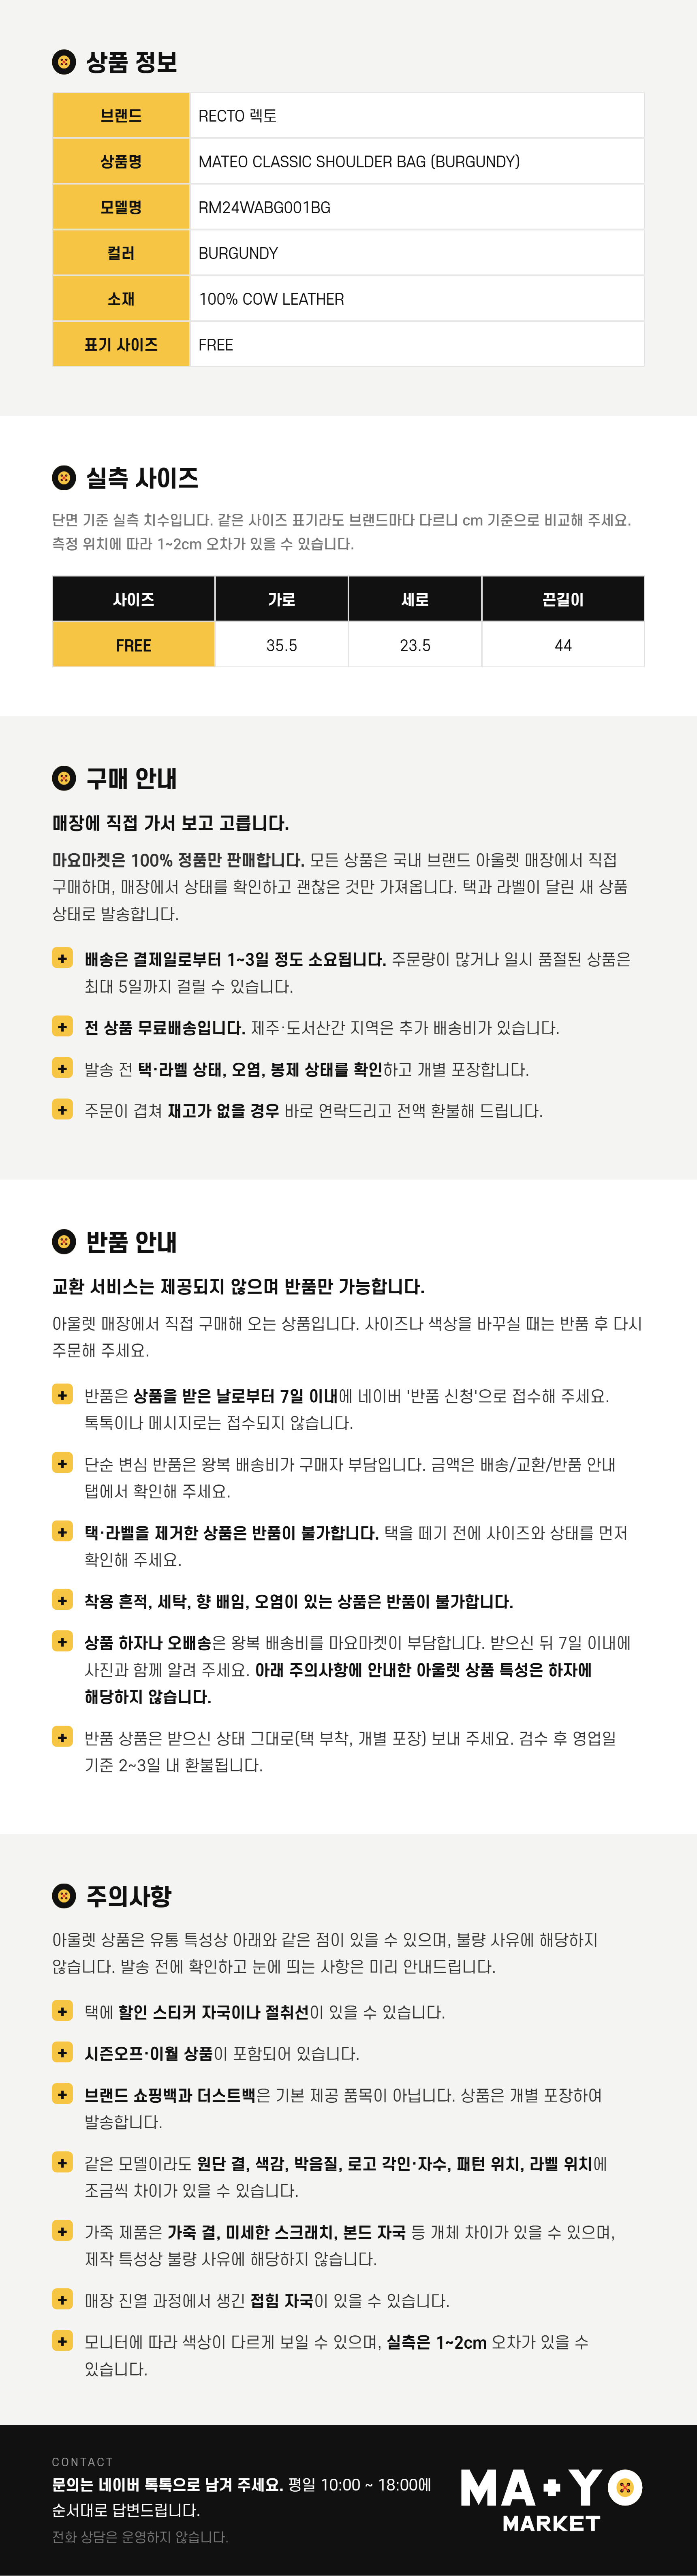 상품 정보
브랜드 RECTO 렉토
상품명 MATEO CLASSIC SHOULDER BAG (BURGUNDY)
모델명 RM24WABG001BG
컬러 BURGUNDY
소재 100% COW LEATHER
표기 사이즈 FREE
실측 사이즈
단면 기준 실측 치수입니다. 같은 사이즈 표기라도 브랜드마다 다르니 cm 기준으로 비교해 주세요.
측정 위치에 따라 1~2cm 오차가 있을 수 있습니다.
사이즈 가로 세로 끈길이
FREE 35.5 23.5 44
구매 안내
매장에 직접 가서 보고 고릅니다.
마요마켓은 100% 정품만 판매합니다. 모든 상품은 국내 브랜드 아울렛 매장에서 직접
구매하며, 매장에서 상태를 확인하고 괜찮은 것만 가져옵니다. 택과 라벨이 달린 새 상품
상태로 발송합니다.
+ 배송은 결제일로부터 1~3일 정도 소요됩니다. 주문량이 많거나 일시 품절된 상품은
최대 5일까지 걸릴 수 있습니다.
+ 전 상품 무료배송입니다. 제주·도서산간 지역은 추가 배송비가 있습니다.
+ 발송 전 택·라벨 상태, 오염, 봉제 상태를 확인하고 개별 포장합니다.
+ 주문이 겹쳐 재고가 없을 경우 바로 연락드리고 전액 환불해 드립니다.
반품 안내
교환 서비스는 제공되지 않으며 반품만 가능합니다.
아울렛 매장에서 직접 구매해 오는 상품입니다. 사이즈나 색상을 바꾸실 때는 반품 후 다시
주문해 주세요.
+ 반품은 상품을 받은 날로부터 7일 이내에 네이버 '반품 신청'으로 접수해 주세요.
톡톡이나 메시지로는 접수되지 않습니다.
+ 단순 변심 반품은 왕복 배송비가 구매자 부담입니다. 금액은 배송/교환/반품 안내
탭에서 확인해 주세요.
+ 택·라벨을 제거한 상품은 반품이 불가합니다. 택을 떼기 전에 사이즈와 상태를 먼저
확인해 주세요.
+ 착용 흔적, 세탁, 향 배임, 오염이 있는 상품은 반품이 불가합니다.
+ 상품 하자나 오배송은 왕복 배송비를 마요마켓이 부담합니다. 받으신 뒤 7일 이내에
사진과 함께 알려 주세요. 아래 주의사항에 안내한 아울렛 상품 특성은 하자에
해당하지 않습니다.
+ 반품 상품은 받으신 상태 그대로(택 부착, 개별 포장) 보내 주세요. 검수 후 영업일
기준 2~3일 내 환불됩니다.
주의사항
아울렛 상품은 유통 특성상 아래와 같은 점이 있을 수 있으며, 불량 사유에 해당하지
않습니다. 발송 전에 확인하고 눈에 띄는 사항은 미리 안내드립니다.
+ 택에 할인 스티커 자국이나 절취선이 있을 수 있습니다.
+ 시즌오프·이월 상품이 포함되어 있습니다.
+ 브랜드 쇼핑백과 더스트백은 기본 제공 품목이 아닙니다. 상품은 개별 포장하여
발송합니다.
+ 같은 모델이라도 원단 결, 색감, 박음질, 로고 각인·자수, 패턴 위치, 라벨 위치에
조금씩 차이가 있을 수 있습니다.
+ 가죽 제품은 가죽 결, 미세한 스크래치, 본드 자국 등 개체 차이가 있을 수 있으며,
제작 특성상 불량 사유에 해당하지 않습니다.
+ 매장 진열 과정에서 생긴 접힘 자국이 있을 수 있습니다.
+ 모니터에 따라 색상이 다르게 보일 수 있으며, 실측은 1~2cm 오차가 있을 수
있습니다.
CONTACT
문의는 네이버 톡톡으로 남겨 주세요. 평일 10:00 ~ 18:00에
순서대로 답변드립니다.
전화 상담은 운영하지 않습니다.
MA+YO
MARKET